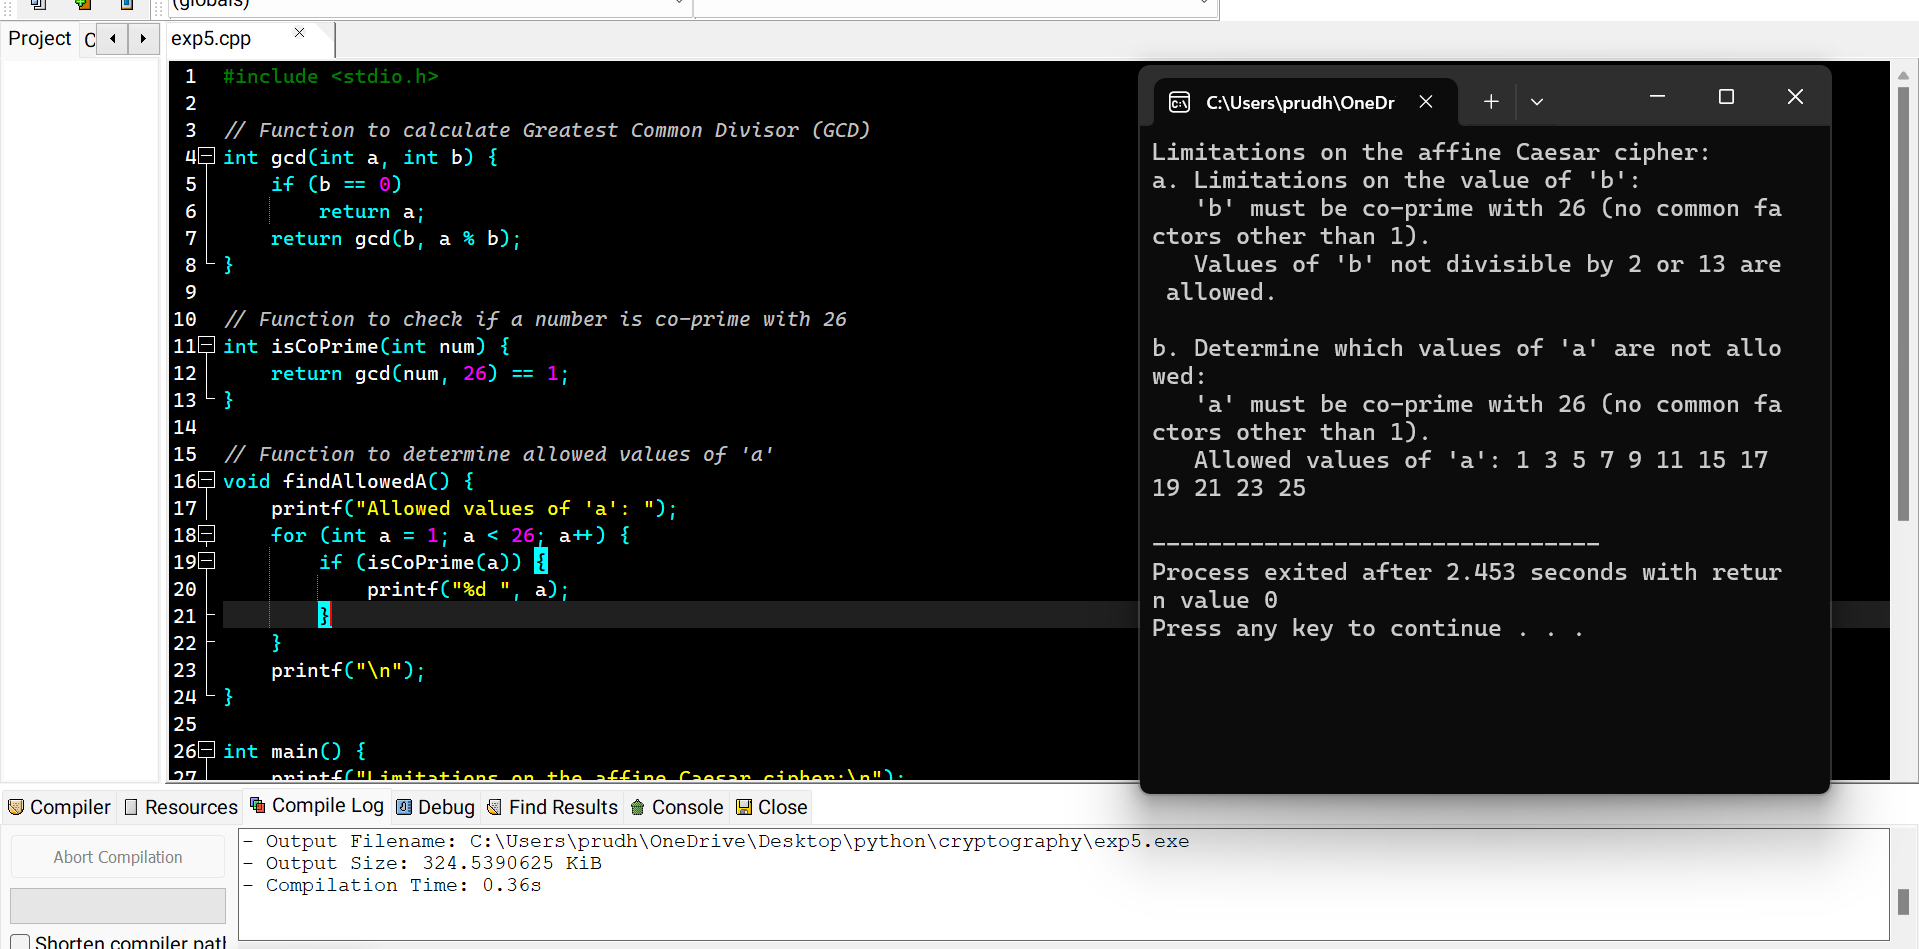 (globals)
Project
exp5.cpp
1 #include <stdio.h>
2
3 // Function to calculate Greatest Common Divisor (GCD)
4 int gcd(int a, int b) {
5 if (b == 0)
6 return a;
7 return gcd(b, a % b);
8 }
9
10 // Function to check if a number is co-prime with 26
11 int isCoPrime(int num) {
12 return gcd(num, 26) == 1;
13 }
14
15 // Function to determine allowed values of 'a'
16 void findAllowedA() {
17 printf("Allowed values of 'a': ");
18 for (int a = 1; a < 26; a++) {
19 if (isCoPrime(a)) {
20 printf("%d ", a);
21 }
22 }
23 printf("\n");
24 }
25
26 int main() {
27 printf("Limitations on the affine Caesar cipher:\n");
C:\Users\prudh\OneDr
Limitations on the affine Caesar cipher:
a. Limitations on the value of 'b':
'b' must be co-prime with 26 (no common fa
ctors other than 1).
Values of 'b' not divisible by 2 or 13 are
allowed.
b. Determine which values of 'a' are not allo
wed:
'a' must be co-prime with 26 (no common fa
ctors other than 1).
Allowed values of 'a': 1 3 5 7 9 11 15 17
19 21 23 25
--------------------------------
Process exited after 2.453 seconds with retur
n value 0
Press any key to continue . . .
Compiler Resources Compile Log Debug Find Results Console Close
Abort Compilation
Shorten compiler
- Output Filename: C:\Users\prudh\OneDrive\Desktop\python\cryptography\exp5.exe
- Output Size: 324.5390625 KiB
- Compilation Time: 0.36s